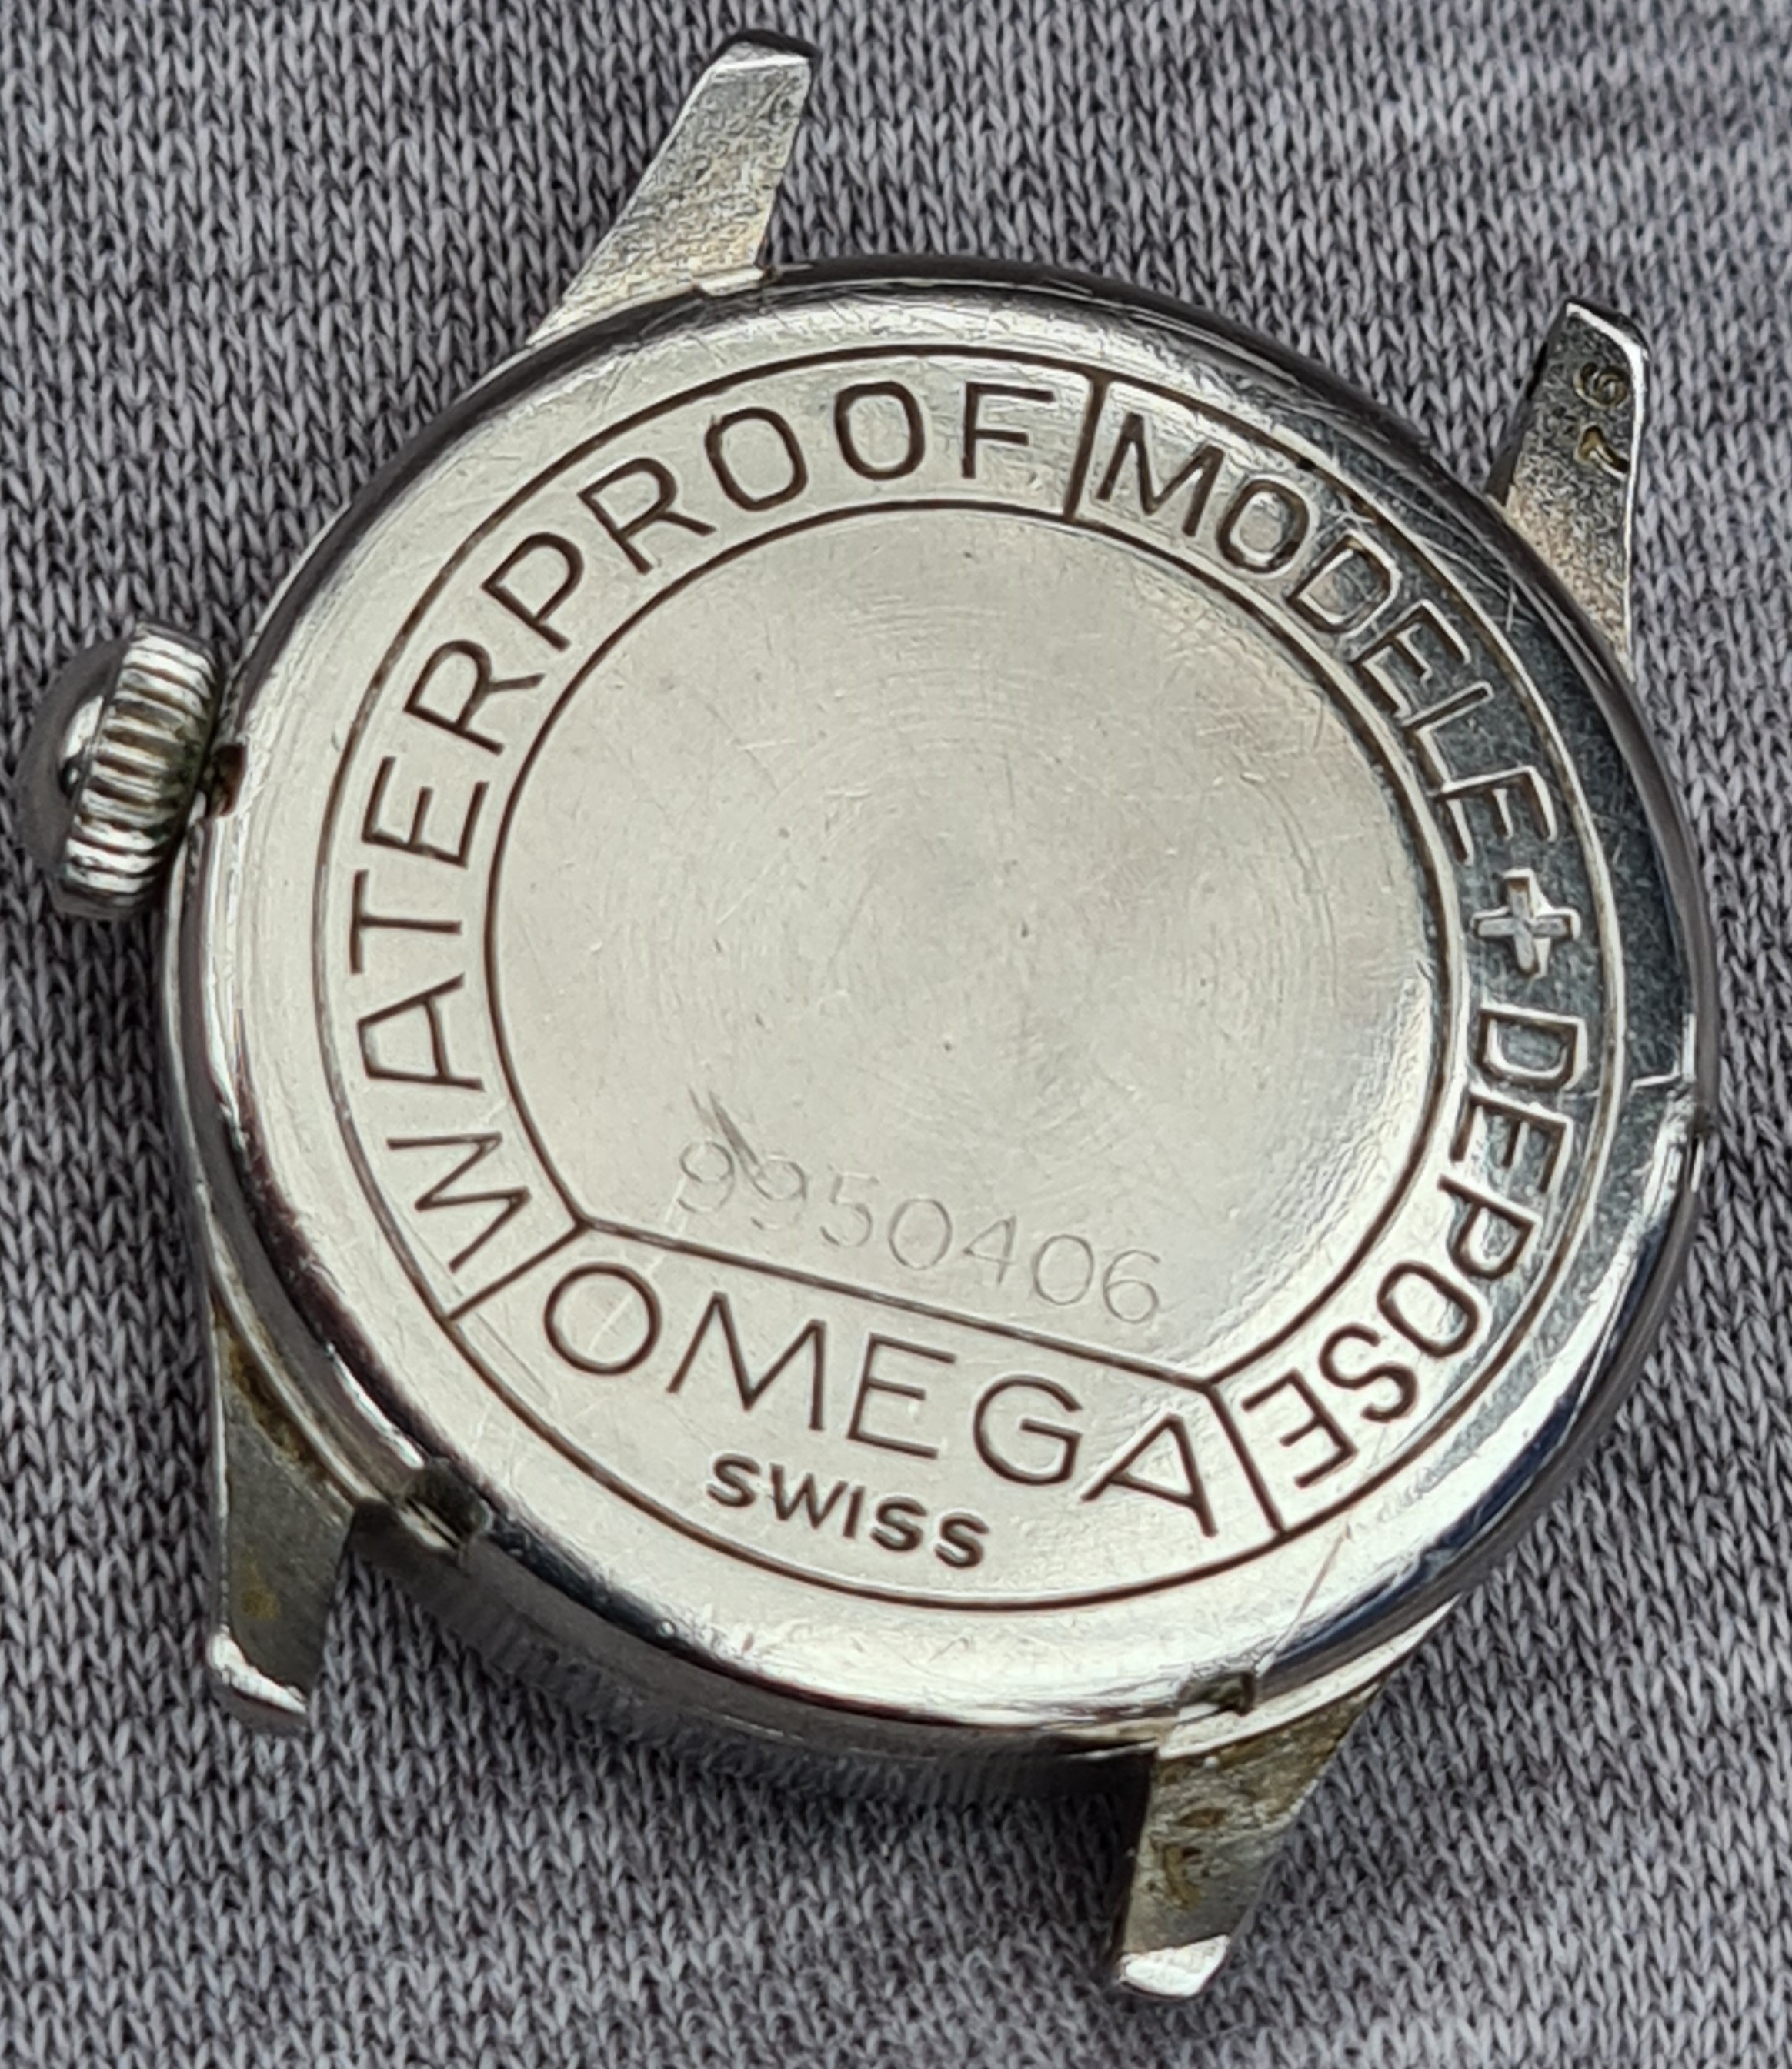 WATERPROOF
MODELE + DEPOSE
9950406
OMEGA
SWISS